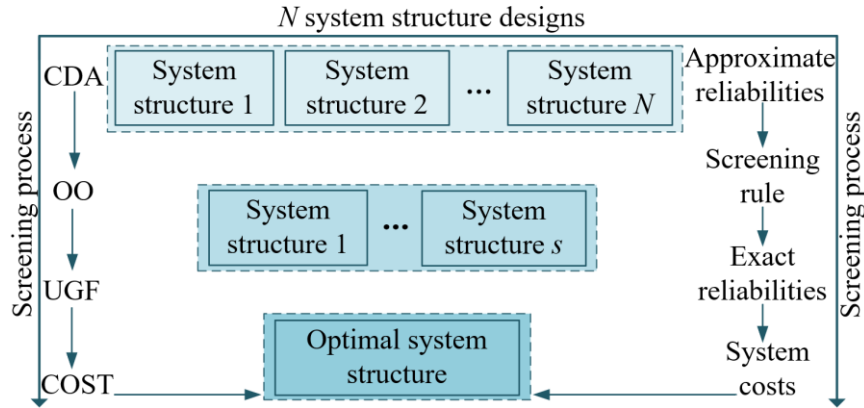 N system structure designs
CDA
System
structure 1
System
structure 2
...
System
structure N
Approximate
reliabilities
Screening process
Screening process
OO
System
structure 1
...
System
structure s
Screening
rule
UGF
Exact
reliabilities
COST
Optimal system
structure
System
costs